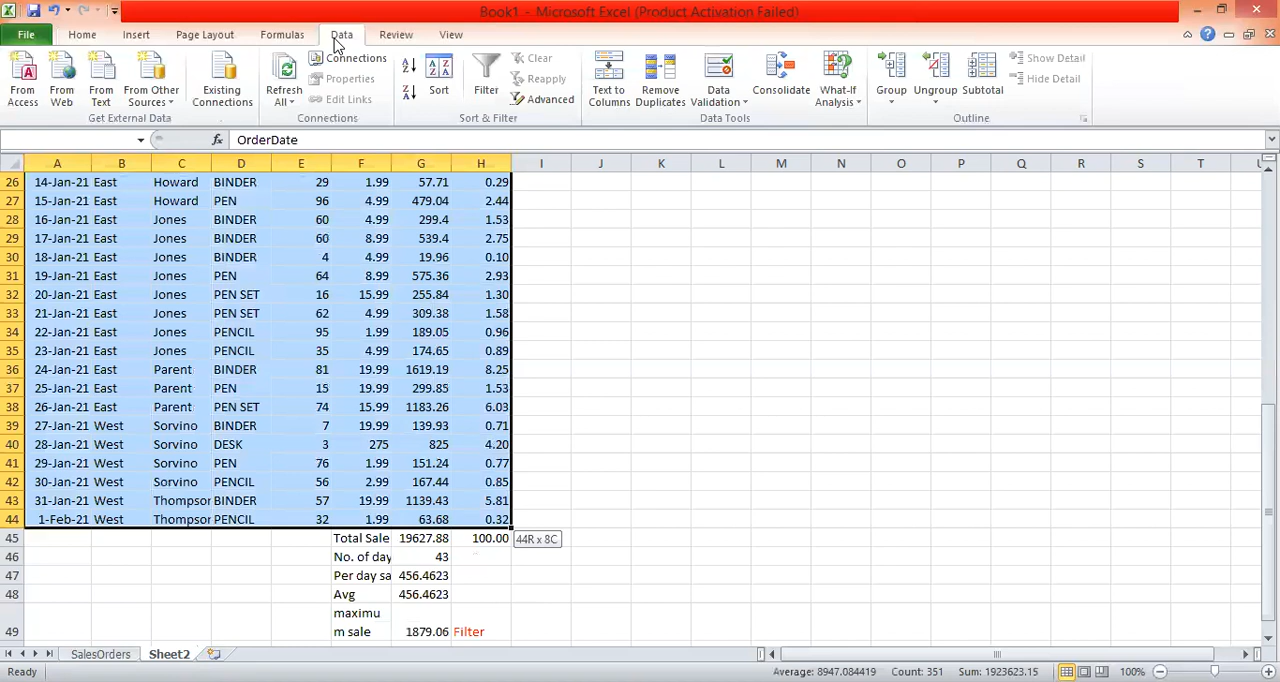 Book1 - Microsoft Excel (Product Activation Failed)
File Home Insert Page Layout Formulas Data Review View
From Access
From Web
From Text
From Other Sources
Existing Connections
Get External Data
Refresh All
Connections
Properties
Edit Links
Connections
Sort
Filter
Clear
Reapply
Advanced
Sort & Filter
Text to Columns
Remove Duplicates
Data Validation
Consolidate
What-If Analysis
Data Tools
Group
Ungroup
Subtotal
Show Detail
Hide Detail
Outline
fx OrderDate
A B C D E F G H I J K L M N O P Q R S T
26 14-Jan-21 East Howard BINDER 29 1.99 57.71 0.29
27 15-Jan-21 East Howard PEN 96 4.99 479.04 2.44
28 16-Jan-21 East Jones BINDER 60 4.99 299.4 1.53
29 17-Jan-21 East Jones BINDER 60 8.99 539.4 2.75
30 18-Jan-21 East Jones BINDER 4 4.99 19.96 0.10
31 19-Jan-21 East Jones PEN 64 8.99 575.36 2.93
32 20-Jan-21 East Jones PEN SET 16 15.99 255.84 1.30
33 21-Jan-21 East Jones PEN SET 62 4.99 309.38 1.58
34 22-Jan-21 East Jones PENCIL 95 1.99 189.05 0.96
35 23-Jan-21 East Jones PENCIL 35 4.99 174.65 0.89
36 24-Jan-21 East Parent BINDER 81 19.99 1619.19 8.25
37 25-Jan-21 East Parent PEN 15 19.99 299.85 1.53
38 26-Jan-21 East Parent PEN SET 74 15.99 1183.26 6.03
39 27-Jan-21 West Sorvino BINDER 7 19.99 139.93 0.71
40 28-Jan-21 West Sorvino DESK 3 275 825 4.20
41 29-Jan-21 West Sorvino PEN 76 1.99 151.24 0.77
42 30-Jan-21 West Sorvino PENCIL 56 2.99 167.44 0.85
43 31-Jan-21 West Thompson BINDER 57 19.99 1139.43 5.81
44 1-Feb-21 West Thompson PENCIL 32 1.99 63.68 0.32
45 Total Sale 19627.88 100.00 44R x 8C
46 No. of day 43
47 Per day sa 456.4623
48 Avg 456.4623
maximu
49 m sale 1879.06 Filter
SalesOrders Sheet2
Ready Average: 8947.084419 Count: 351 Sum: 1923623.15 100%